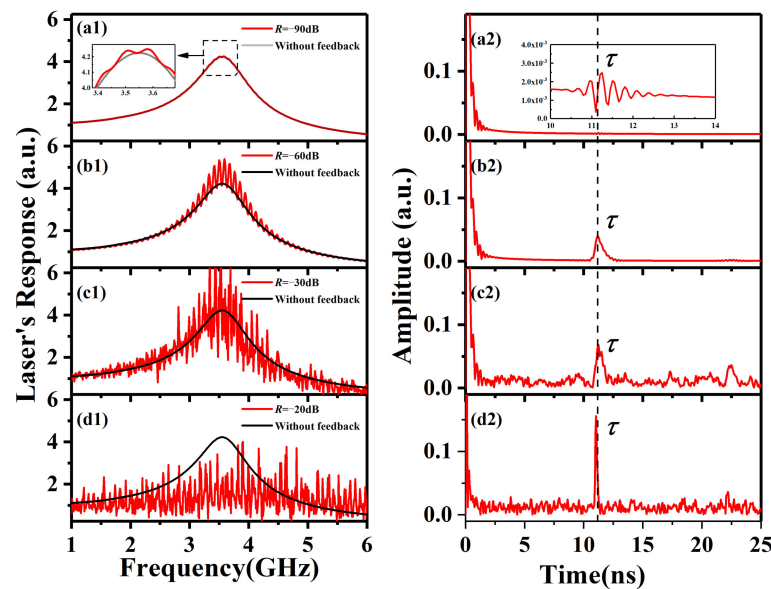 (a1)
R=−90dB
Without feedback
4.2
4.1
4.0
3.4
3.5
3.6
6
4
2
(b1)
R=−60dB
Without feedback
6
4
2
(c1)
R=−30dB
Without feedback
6
4
2
(d1)
R=−20dB
Without feedback
6
4
2
1
2
3
4
5
6
Frequency(GHz)
Laser's Response (a.u.)
(a2)
τ
4.0x10⁻³
3.0x10⁻³
2.0x10⁻³
1.0x10⁻³
0.0
10
11
12
13
14
τ
0.1
0.0
(b2)
τ
0.1
0.0
(c2)
τ
0.1
0.0
(d2)
τ
0.1
0.0
0
5
10
15
20
25
Time(ns)
Amplitude (a.u.)